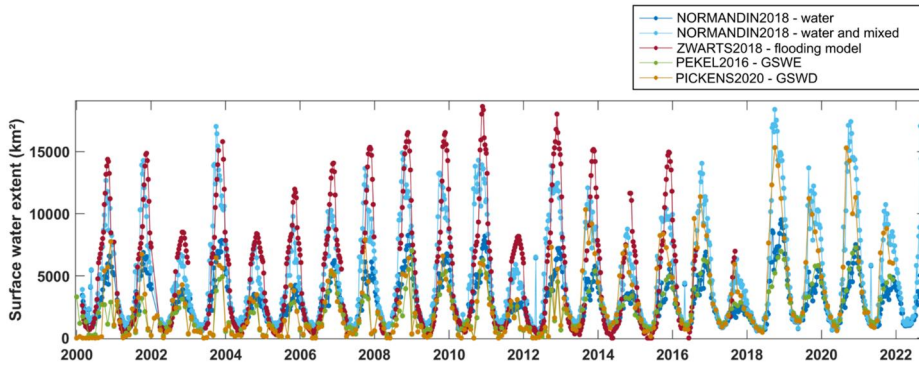 NORMANDIN2018 - water
NORMANDIN2018 - water and mixed
ZWARTS2018 - flooding model
PEKEL2016 - GSWE
PICKENS2020 - GSWD
Surface water extent (km²)
15000
10000
5000
0
2000 2002 2004 2006 2008 2010 2012 2014 2016 2018 2020 2022